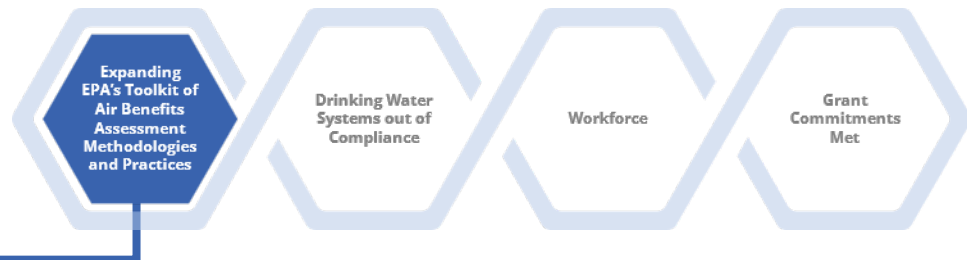 Expanding
EPA's Toolkit of
Air Benefits
Assessment
Methodologies
and Practices
Drinking Water
Systems out of
Compliance
Workforce
Grant
Commitments
Met